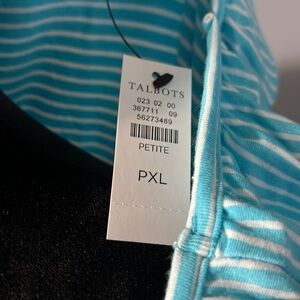 TALBOTS
023 02 00
367711 09
56273489
PETITE
PXL